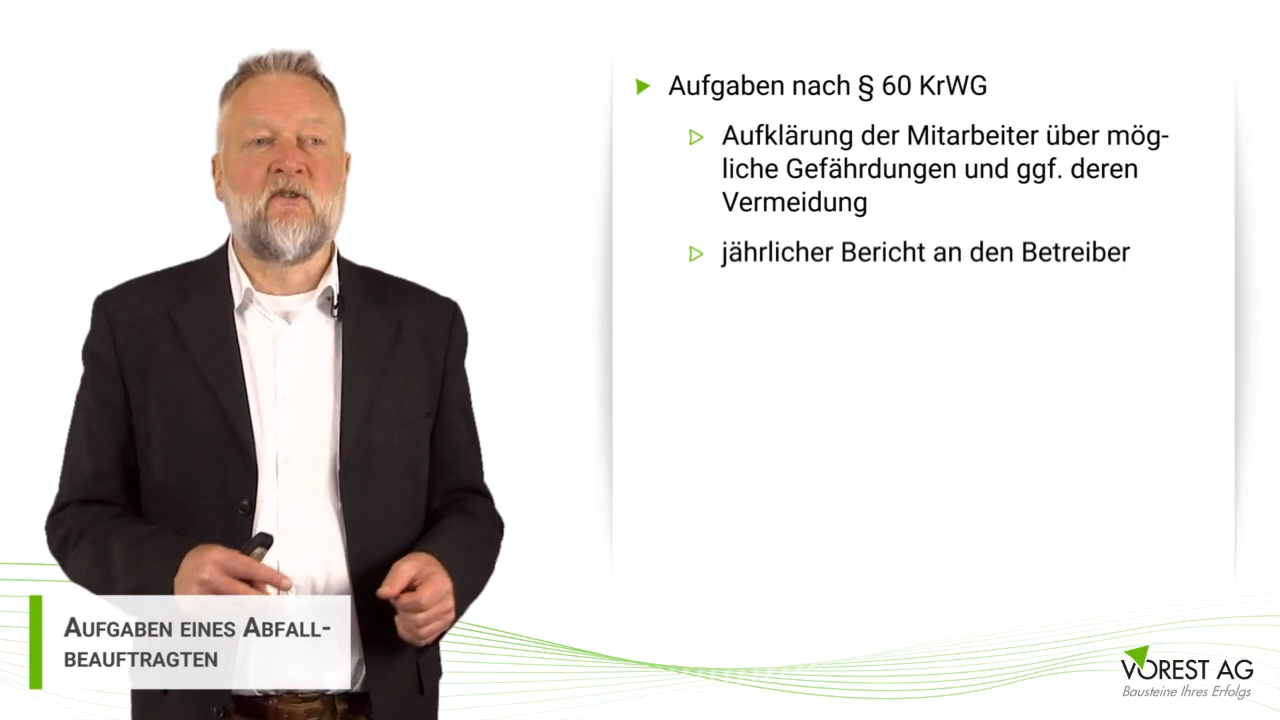 Aufgaben nach § 60 KrWG
Aufklärung der Mitarbeiter über mög-
liche Gefährdungen und ggf. deren
Vermeidung
jährlicher Bericht an den Betreiber
Aufgaben eines Abfall-
beauftragten
VOREST AG
Bausteine Ihres Erfolgs